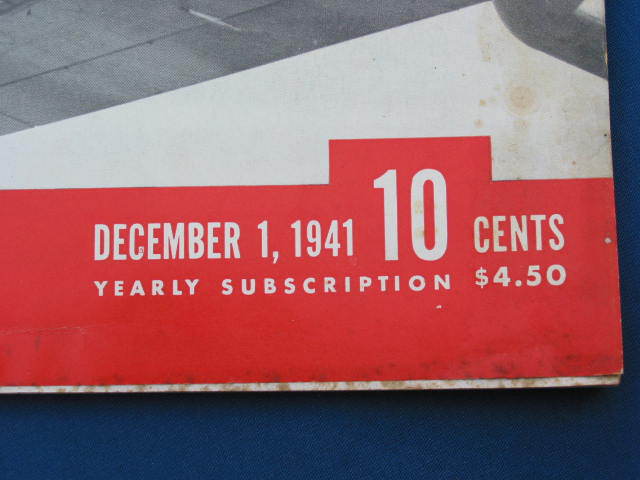 DECEMBER 1, 1941 10 CENTS
YEARLY SUBSCRIPTION $4.50